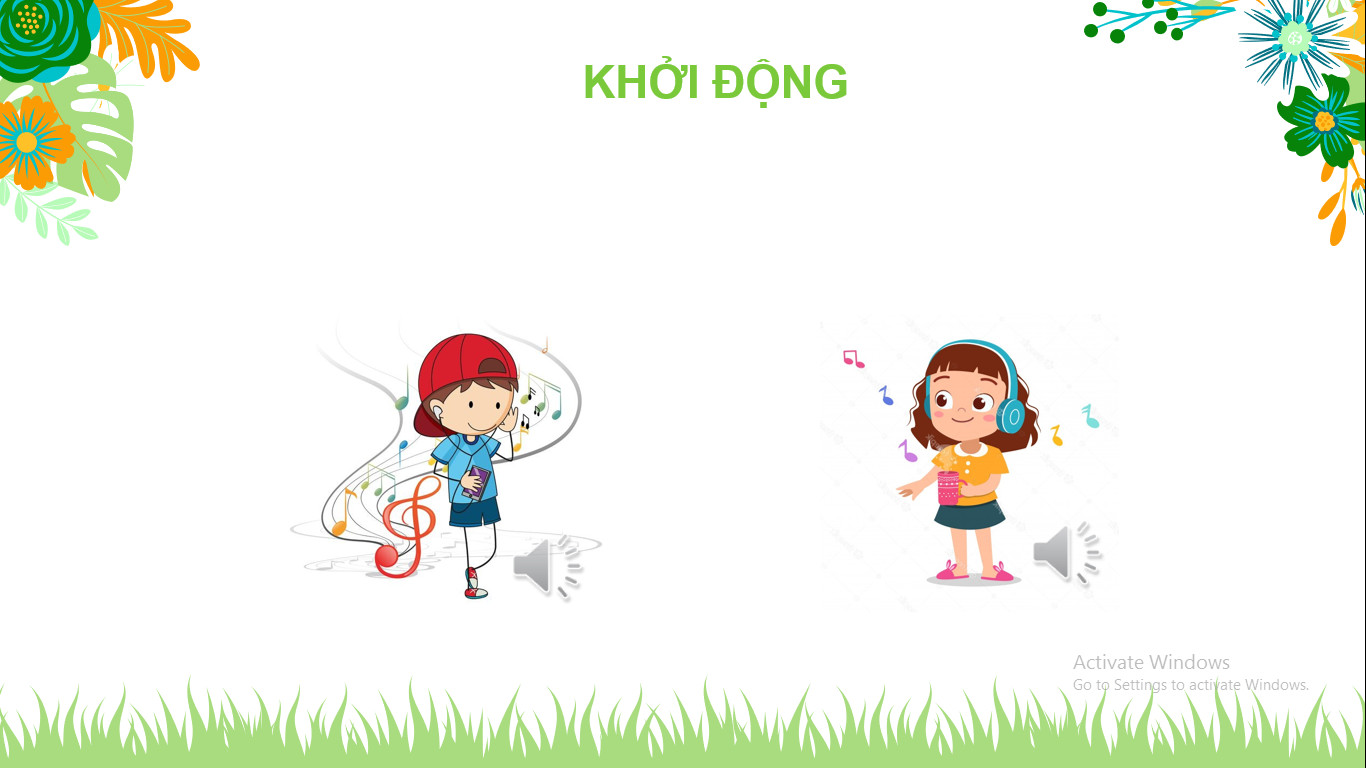 KHỞI ĐỘNG
Activate Windows
Go to Settings to activate Windows.